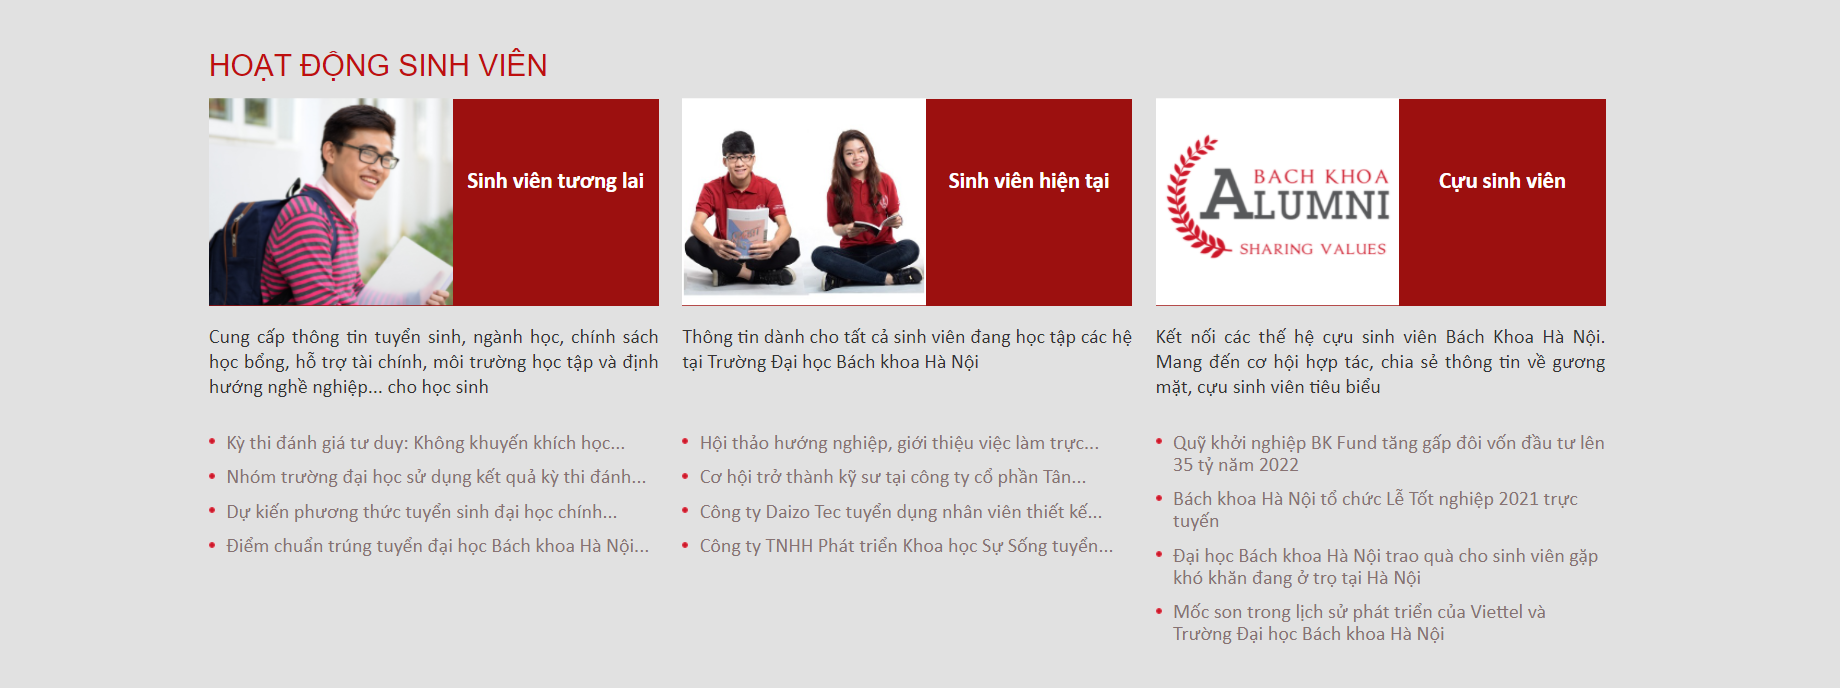 HOẠT ĐỘNG SINH VIÊN
Sinh viên tương lai
Cung cấp thông tin tuyển sinh, ngành học, chính sách
học bổng, hỗ trợ tài chính, môi trường học tập và định
hướng nghề nghiệp... cho học sinh
Kỳ thi đánh giá tư duy: Không khuyến khích học...
Nhóm trường đại học sử dụng kết quả kỳ thi đánh...
Dự kiến phương thức tuyển sinh đại học chính...
Điểm chuẩn trúng tuyển đại học Bách khoa Hà Nội...
Sinh viên hiện tại
Thông tin dành cho tất cả sinh viên đang học tập các hệ
tại Trường Đại học Bách khoa Hà Nội
Hội thảo hướng nghiệp, giới thiệu việc làm trực...
Cơ hội trở thành kỹ sư tại công ty cổ phần Tân...
Công ty Daizo Tec tuyển dụng nhân viên thiết kế...
Công ty TNHH Phát triển Khoa học Sự Sống tuyển...
BACH KHOA
ALUMNI
SHARING VALUES
Cựu sinh viên
Kết nối các thế hệ cựu sinh viên Bách Khoa Hà Nội.
Mang đến cơ hội hợp tác, chia sẻ thông tin về gương
mặt, cựu sinh viên tiêu biểu
Quỹ khởi nghiệp BK Fund tăng gấp đôi vốn đầu tư lên
35 tỷ năm 2022
Bách khoa Hà Nội tổ chức Lễ Tốt nghiệp 2021 trực
tuyến
Đại học Bách khoa Hà Nội trao quà cho sinh viên gặp
khó khăn đang ở trọ tại Hà Nội
Mốc son trong lịch sử phát triển của Viettel và
Trường Đại học Bách khoa Hà Nội